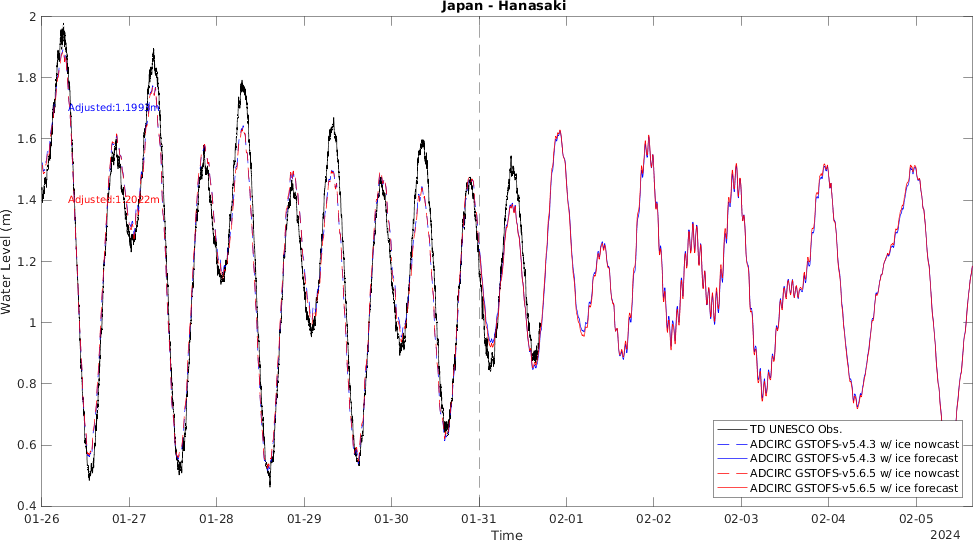 Japan - Hanasaki
2
1.8
1.6
1.4
1.2
1
0.8
0.6
0.4
Water Level (m)
Adjusted:1.1993m
Adjusted:1.2022m
TD UNESCO Obs.
ADCIRC GSTOFS-v5.4.3 w/ ice nowcast
ADCIRC GSTOFS-v5.4.3 w/ ice forecast
ADCIRC GSTOFS-v5.6.5 w/ ice nowcast
ADCIRC GSTOFS-v5.6.5 w/ ice forecast
01-26 01-27 01-28 01-29 01-30 01-31 02-01 02-02 02-03 02-04 02-05
Time
2024